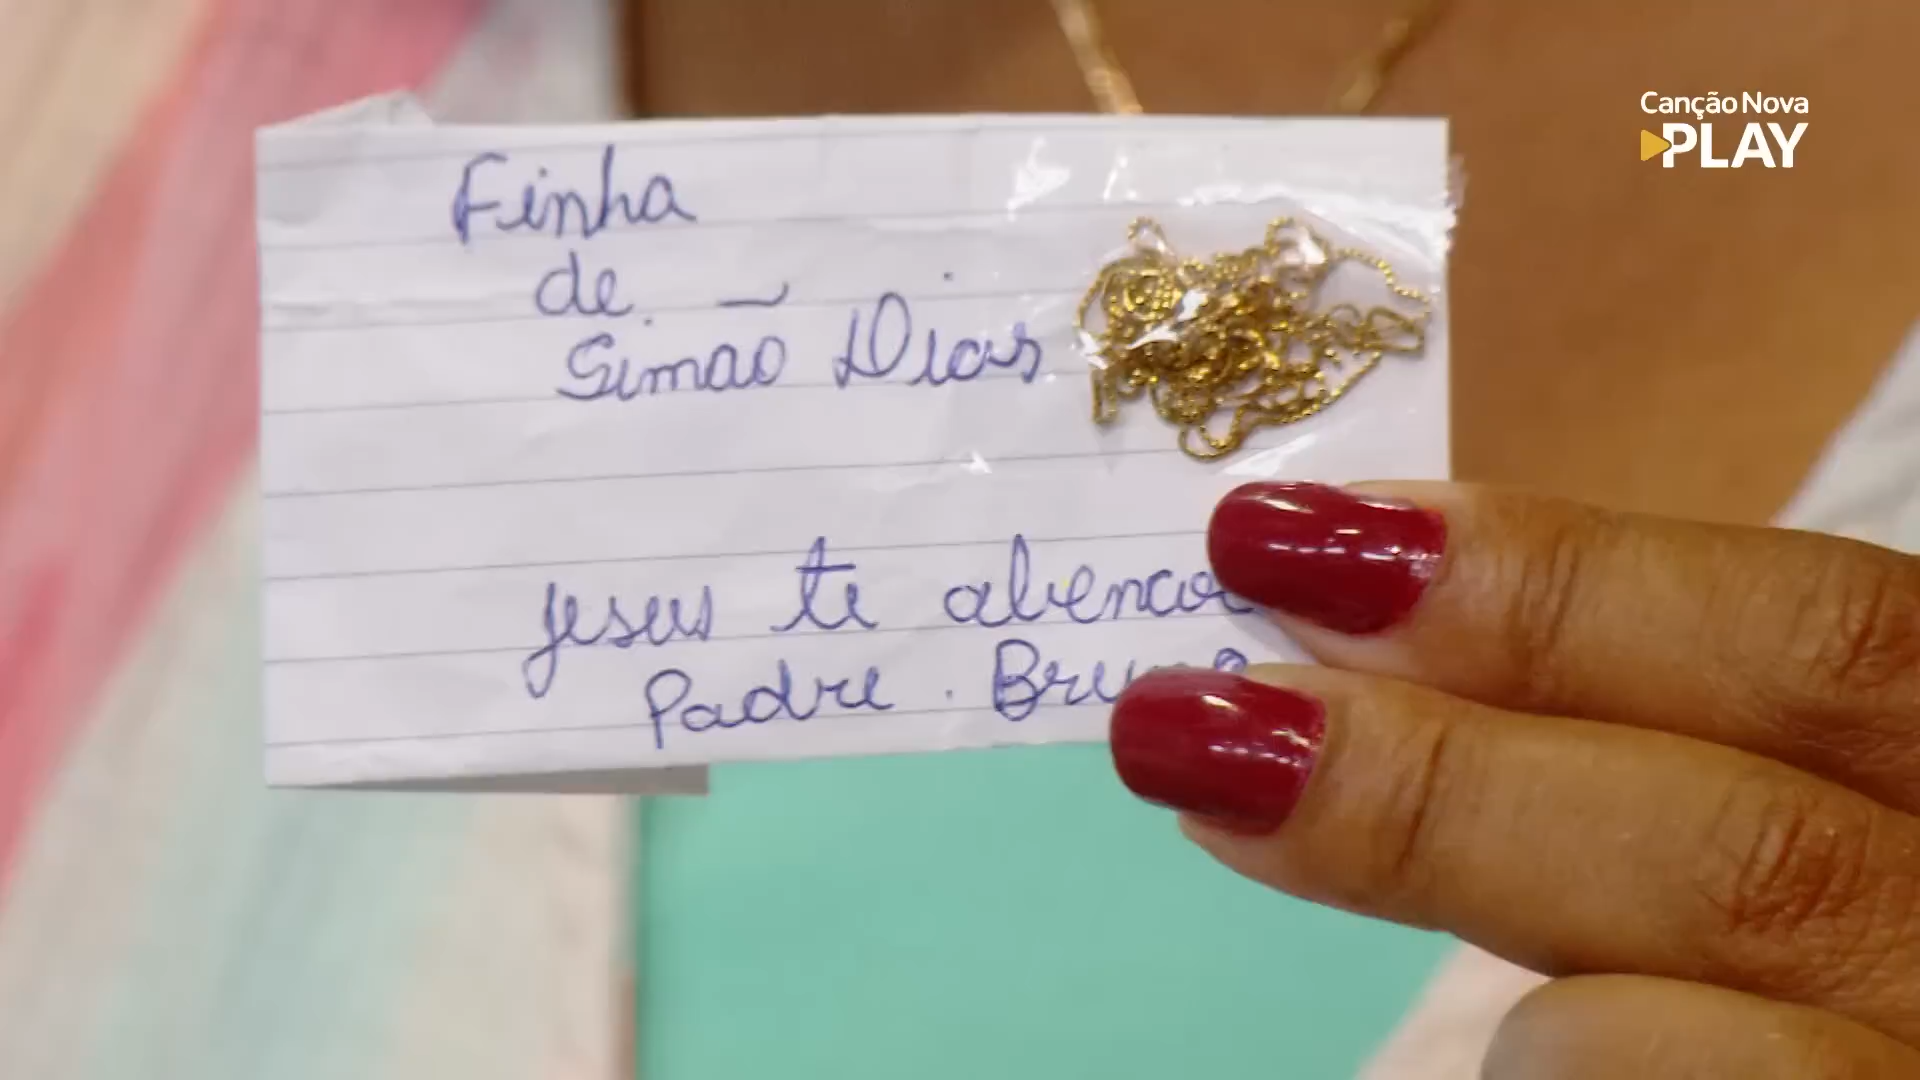 Canção Nova
PLAY
Finha
de
Simão Dias
Jesus te
Padre.